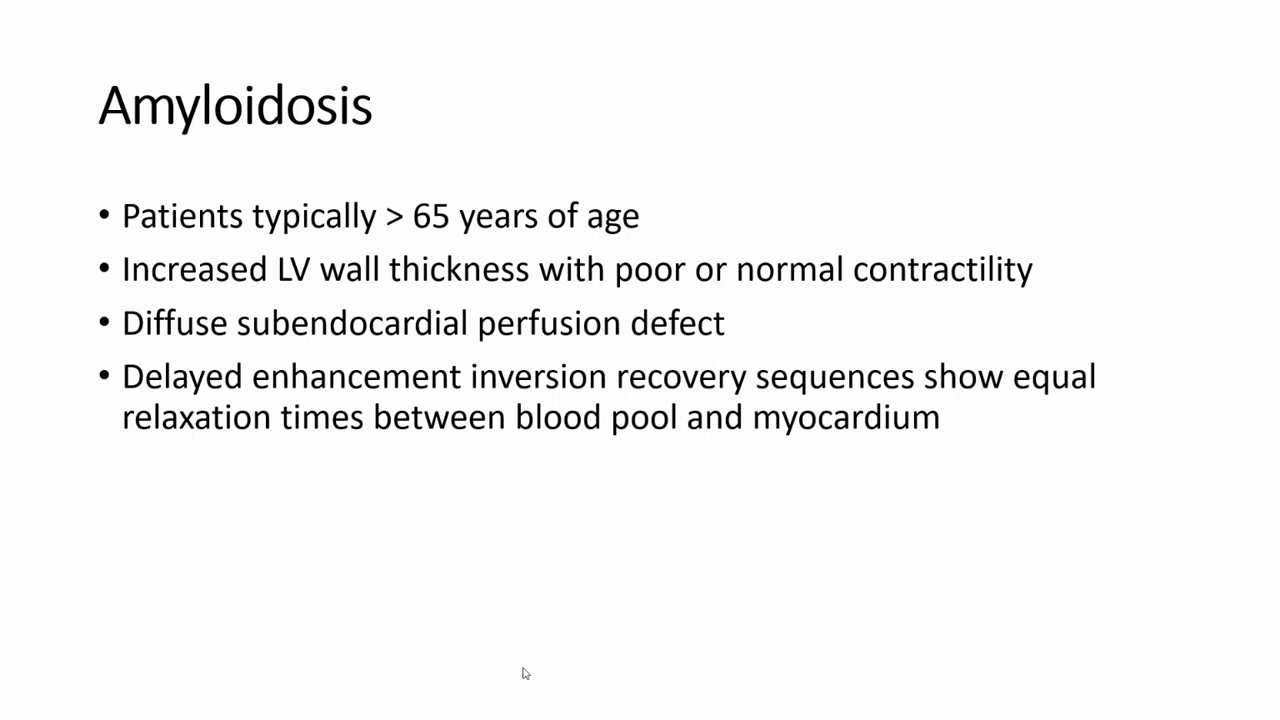 Amyloidosis
• Patients typically > 65 years of age
• Increased LV wall thickness with poor or normal contractility
• Diffuse subendocardial perfusion defect
• Delayed enhancement inversion recovery sequences show equal
relaxation times between blood pool and myocardium